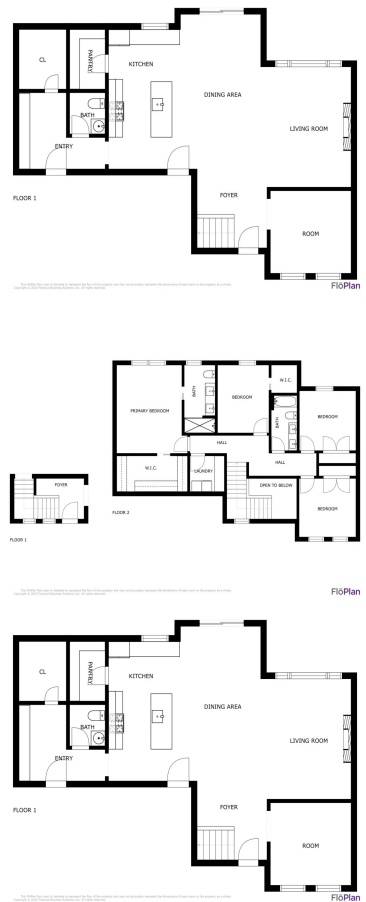 KITCHEN
CL
PANTRY
DINING AREA
BATH
LIVING ROOM
ENTRY
FOYER
FLOOR 1
ROOM
FlōPlan
BATH
W.I.C.
BEDROOM
PRIMARY BEDROOM
BEDROOM
BATH
HALL
HALL
W.I.C.
LAUNDRY
FOYER
OPEN TO BELOW
BEDROOM
FLOOR 2
FLOOR 1
FlōPlan
KITCHEN
CL
PANTRY
DINING AREA
BATH
LIVING ROOM
ENTRY
FOYER
FLOOR 1
ROOM
FlōPlan